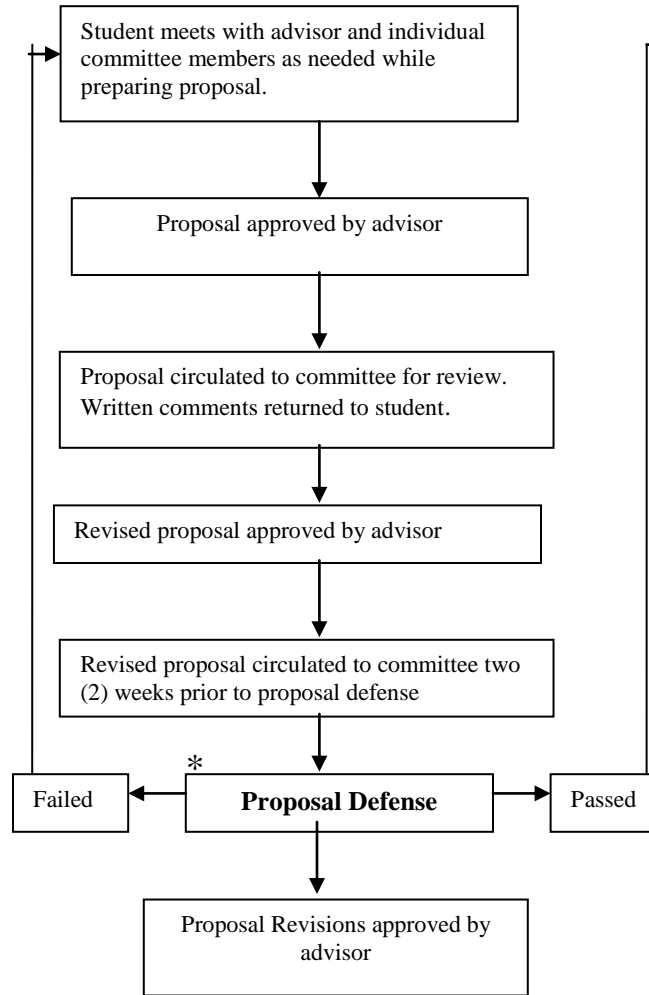 Student meets with advisor and individual
committee members as needed while
preparing proposal.
Proposal approved by advisor
Proposal circulated to committee for review.
Written comments returned to student.
Revised proposal approved by advisor
Revised proposal circulated to committee two
(2) weeks prior to proposal defense
*
Failed
Proposal Defense
Passed
Proposal Revisions approved by
advisor